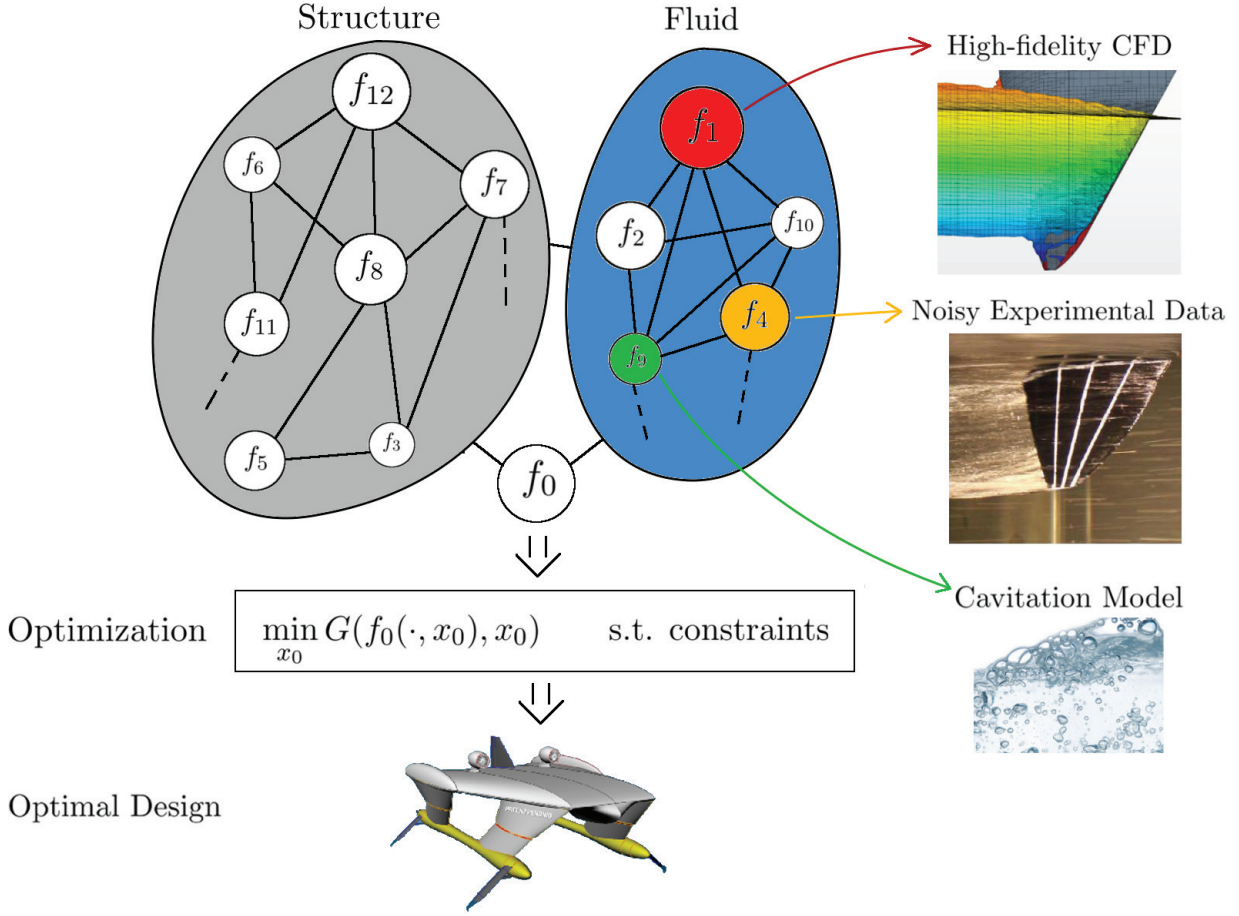 Structure
Fluid
High-fidelity CFD
f₁₂
f₁
f₆
f₇
f₂
f₁₀
f₈
f₁₁
f₄
Noisy Experimental Data
f₉
f₅
f₃
f₀
Cavitation Model
Optimization
min G(f₀(·, x₀), x₀) s.t. constraints
x₀
Optimal Design